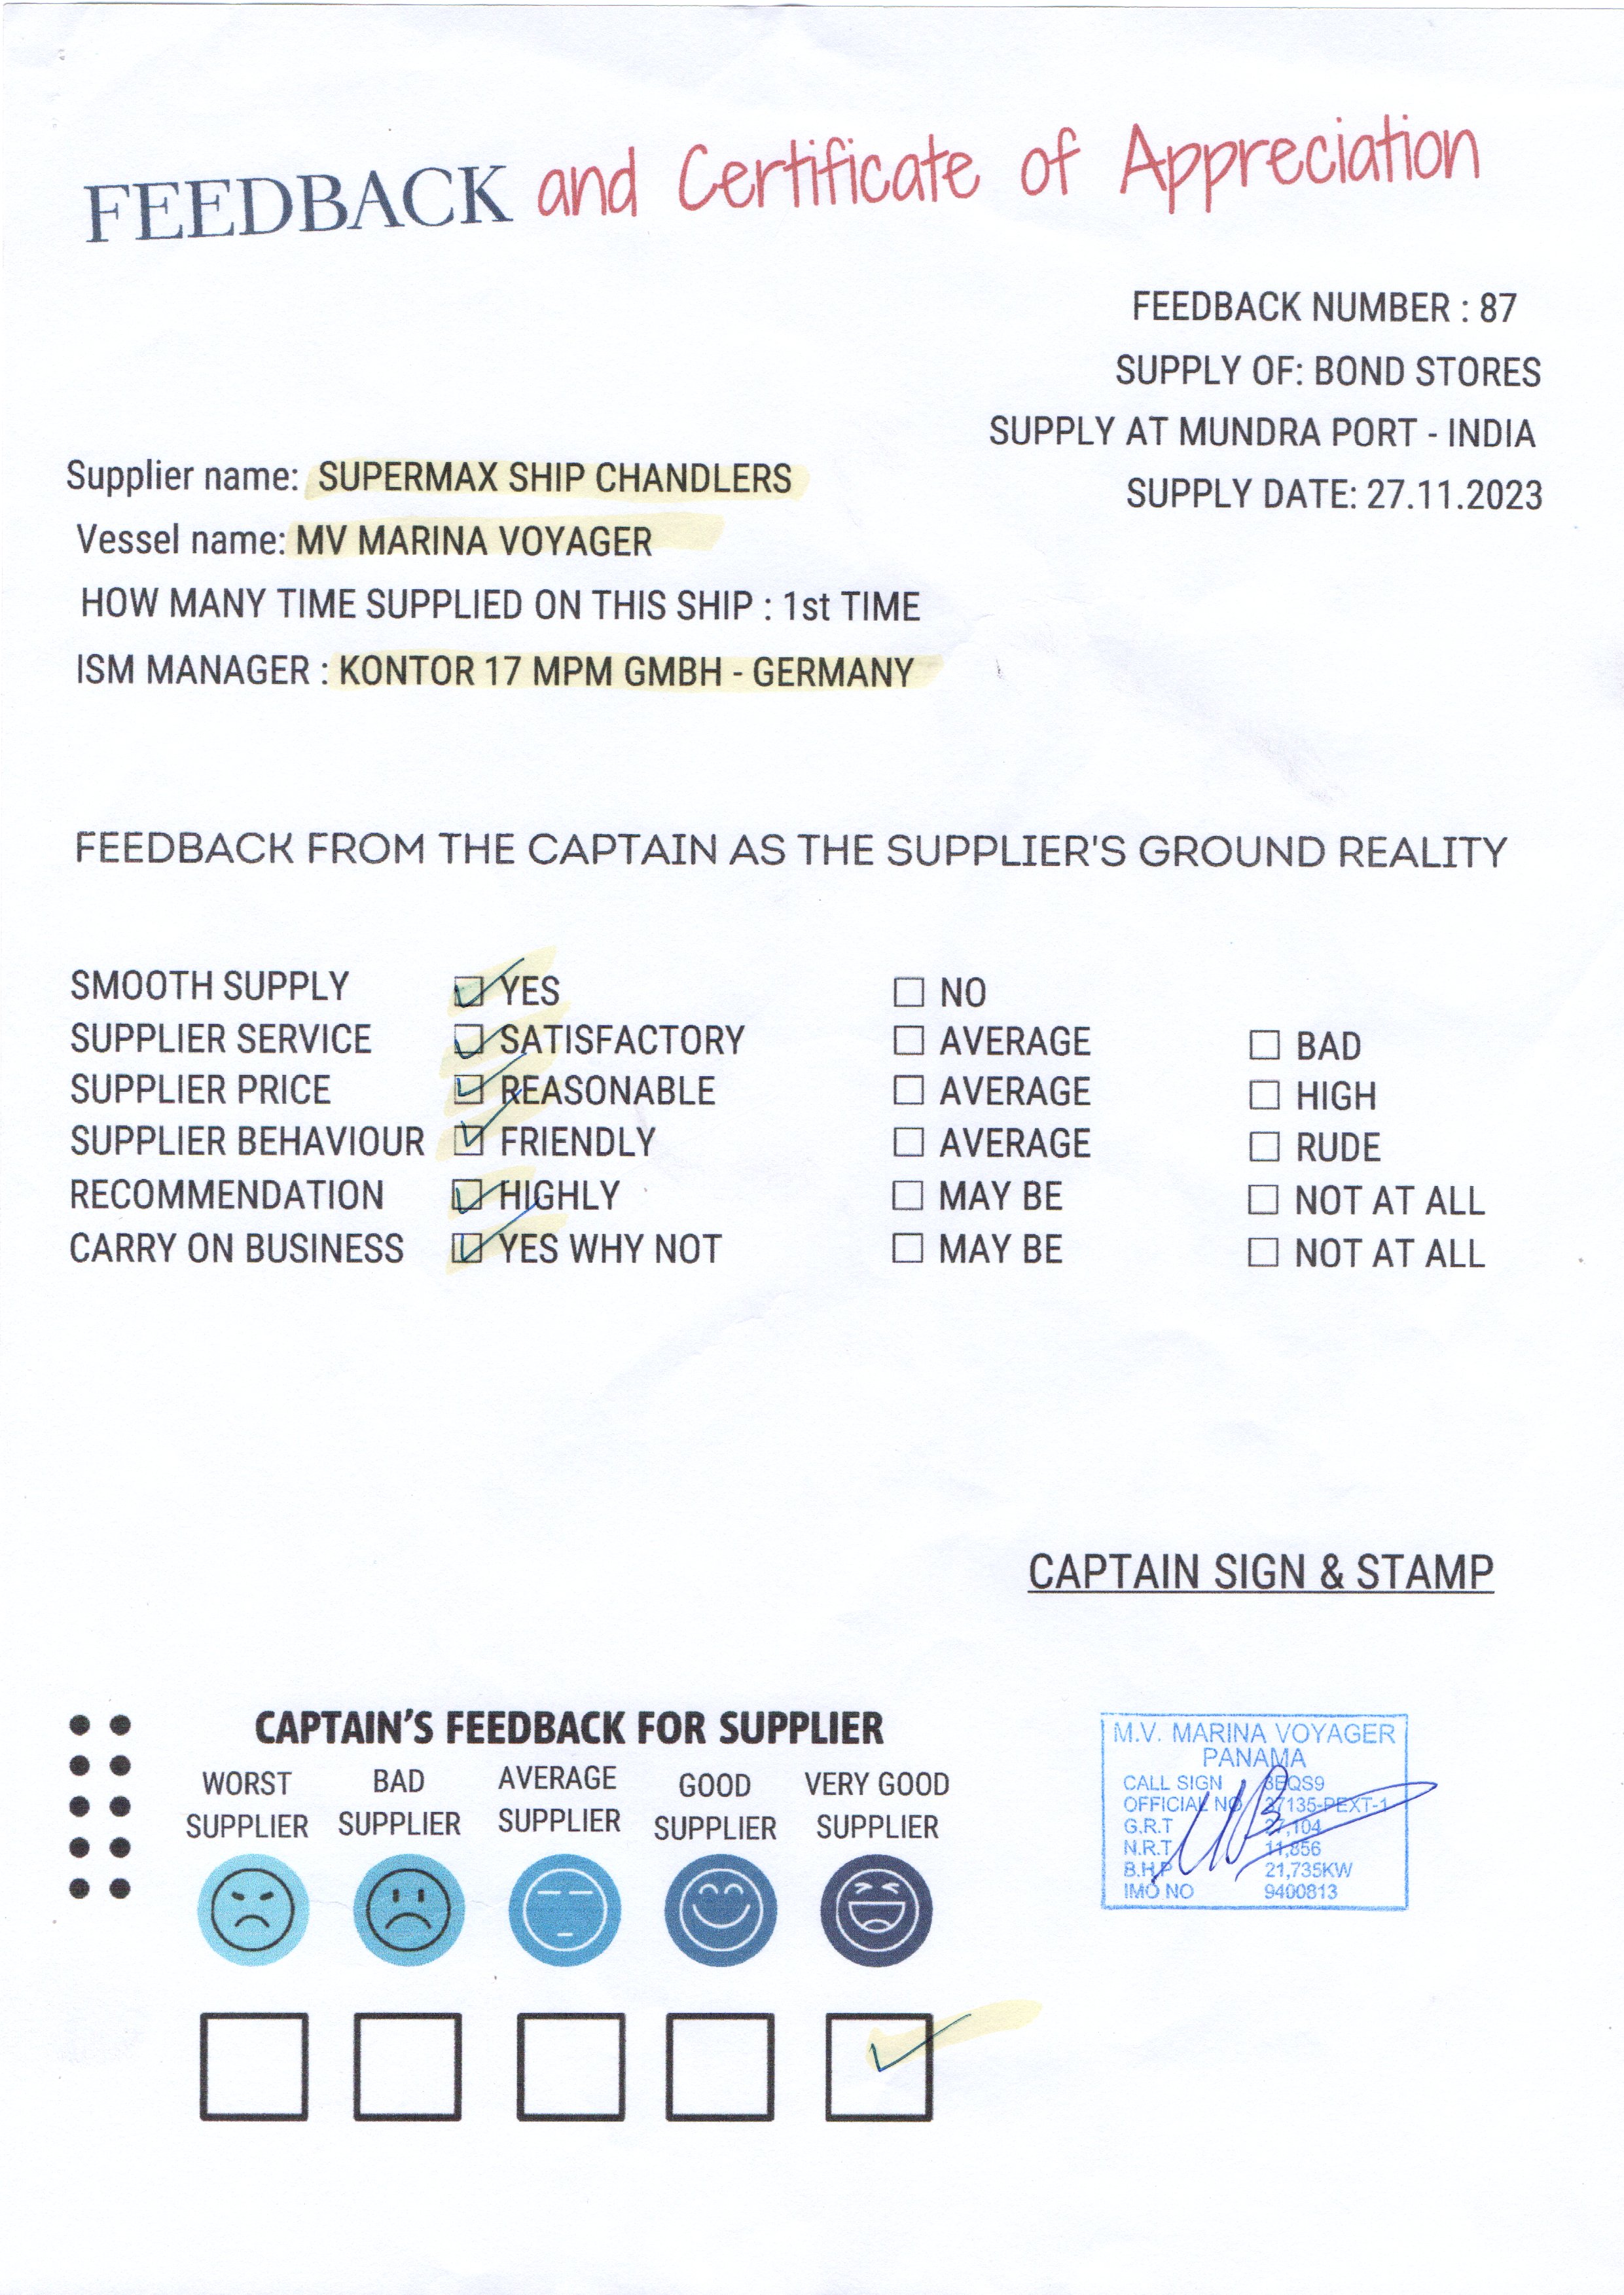 FEEDBACK and Certificate of Appreciation
FEEDBACK NUMBER : 87
SUPPLY OF: BOND STORES
SUPPLY AT MUNDRA PORT - INDIA
SUPPLY DATE: 27.11.2023
Supplier name: SUPERMAX SHIP CHANDLERS
Vessel name: MV MARINA VOYAGER
HOW MANY TIME SUPPLIED ON THIS SHIP : 1st TIME
ISM MANAGER : KONTOR 17 MPM GMBH - GERMANY
FEEDBACK FROM THE CAPTAIN AS THE SUPPLIER'S GROUND REALITY
SMOOTH SUPPLY YES NO
SUPPLIER SERVICE SATISFACTORY AVERAGE BAD
SUPPLIER PRICE REASONABLE AVERAGE HIGH
SUPPLIER BEHAVIOUR FRIENDLY AVERAGE RUDE
RECOMMENDATION HIGHLY MAY BE NOT AT ALL
CARRY ON BUSINESS YES WHY NOT MAY BE NOT AT ALL
CAPTAIN SIGN & STAMP
CAPTAIN'S FEEDBACK FOR SUPPLIER
WORST SUPPLIER
BAD SUPPLIER
AVERAGE SUPPLIER
GOOD SUPPLIER
VERY GOOD SUPPLIER
M.V. MARINA VOYAGER
PANAMA
CALL SIGN 3EQS9
OFFICIAL NO 37135-PEXT-1
G.R.T 27,104
N.R.T 11,856
B.H.P 21,735KW
IMO NO 9400813